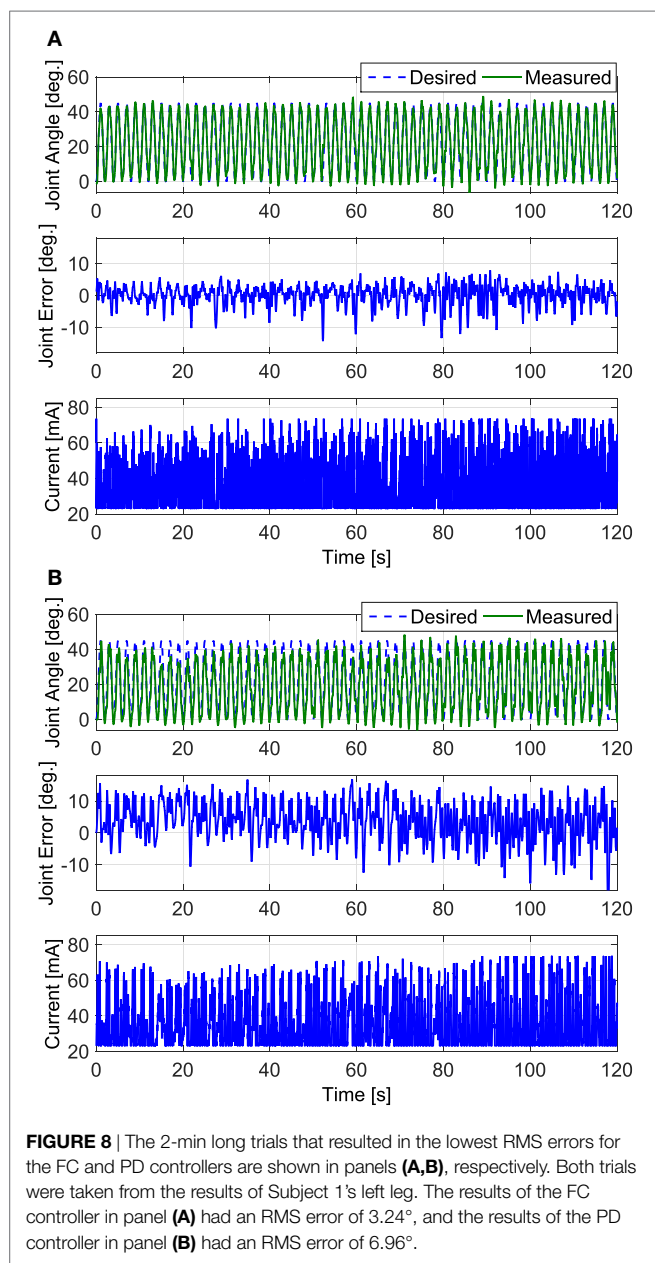 A
Desired Measured
Joint Angle [deg.]
60
40
20
0
0 20 40 60 80 100 120
Joint Error [deg.]
10
0
-10
0 20 40 60 80 100 120
Current [mA]
80
60
40
20
0 20 40 60 80 100 120
Time [s]
B
Desired Measured
Joint Angle [deg.]
60
40
20
0
0 20 40 60 80 100 120
Joint Error [deg.]
10
0
-10
0 20 40 60 80 100 120
Current [mA]
80
60
40
20
0 20 40 60 80 100 120
Time [s]
FIGURE 8 | The 2-min long trials that resulted in the lowest RMS errors for
the FC and PD controllers are shown in panels (A,B), respectively. Both trials
were taken from the results of Subject 1's left leg. The results of the FC
controller in panel (A) had an RMS error of 3.24°, and the results of the PD
controller in panel (B) had an RMS error of 6.96°.